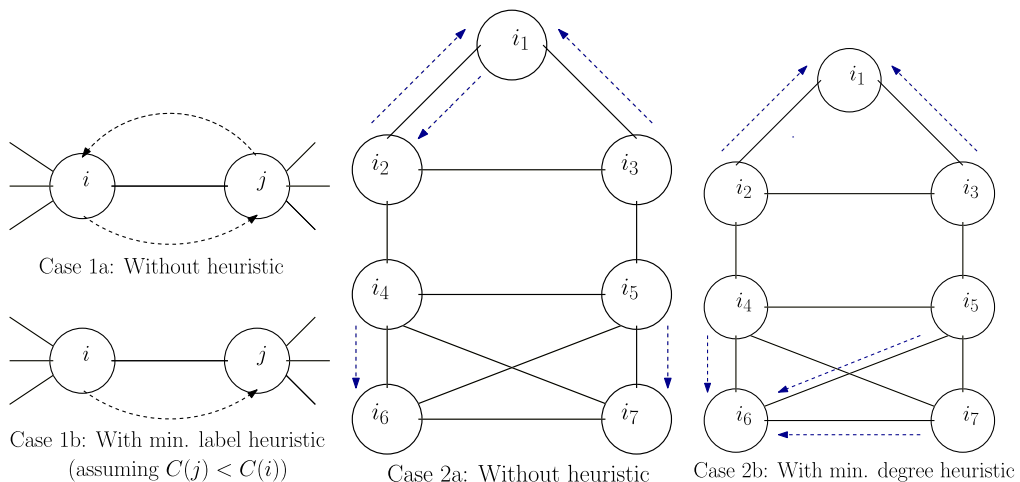 i
j
Case 1a: Without heuristic
i
j
Case 1b: With min. label heuristic
(assuming C(j) < C(i))
i₁
i₂
i₃
i₄
i₅
i₆
i₇
Case 2a: Without heuristic
i₁
i₂
i₃
i₄
i₅
i₆
i₇
Case 2b: With min. degree heuristic